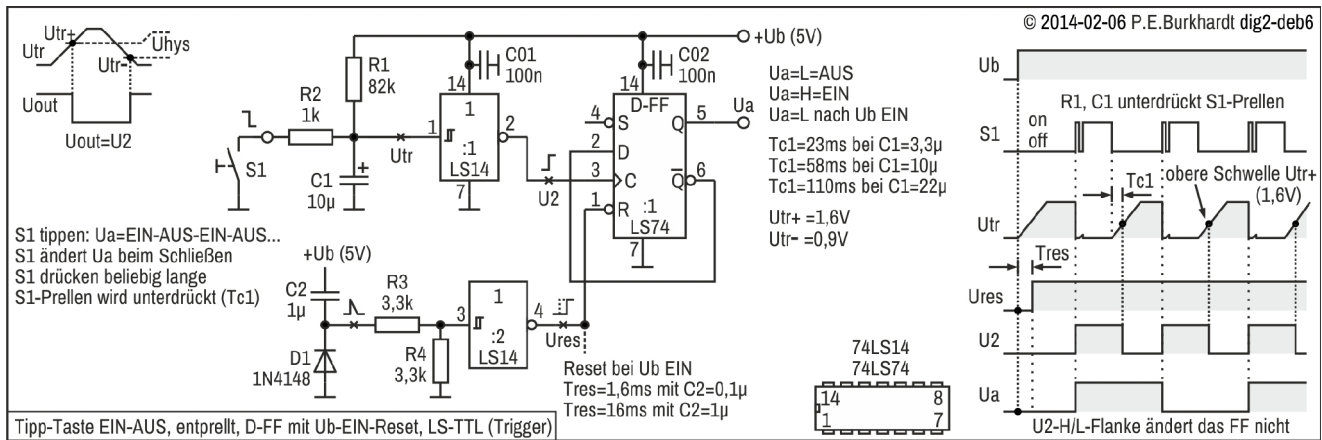 © 2014-02-06 P.E.Burkhardt dig2-deb6
Utr+
Utr
Uhys
Utr−
Uout
Uout=U2
+Ub (5V)
C01
100n
C02
100n
R1
82k
R2
1k
S1
C1
10µ
+
Utr
14
1
1
2
:1
LS14
7
U2
14
D-FF
4
S
Q
5
Ua
2
D
3
C
Q
6
1
R
:1
LS74
7
Ua=L=AUS
Ua=H=EIN
Ua=L nach Ub EIN
Tc1=23ms bei C1=3,3µ
Tc1=58ms bei C1=10µ
Tc1=110ms bei C1=22µ
Utr+ =1,6V
Utr− =0,9V
S1 tippen: Ua=EIN-AUS-EIN-AUS...
S1 ändert Ua beim Schließen
S1 drücken beliebig lange
S1-Prellen wird unterdrückt (Tc1)
+Ub (5V)
C2
1µ
D1
1N4148
R3
3,3k
R4
3,3k
3
1
4
:2
LS14
Ures
Reset bei Ub EIN
Tres=1,6ms mit C2=0,1µ
Tres=16ms mit C2=1µ
74LS14
74LS74
14
8
1
7
Ub
R1, C1 unterdrückt S1-Prellen
S1
on
off
Tc1
obere Schwelle Utr+
(1,6V)
Utr
Tres
Ures
U2
Ua
U2-H/L-Flanke ändert das FF nicht
Tipp-Taste EIN-AUS, entprellt, D-FF mit Ub-EIN-Reset, LS-TTL (Trigger)